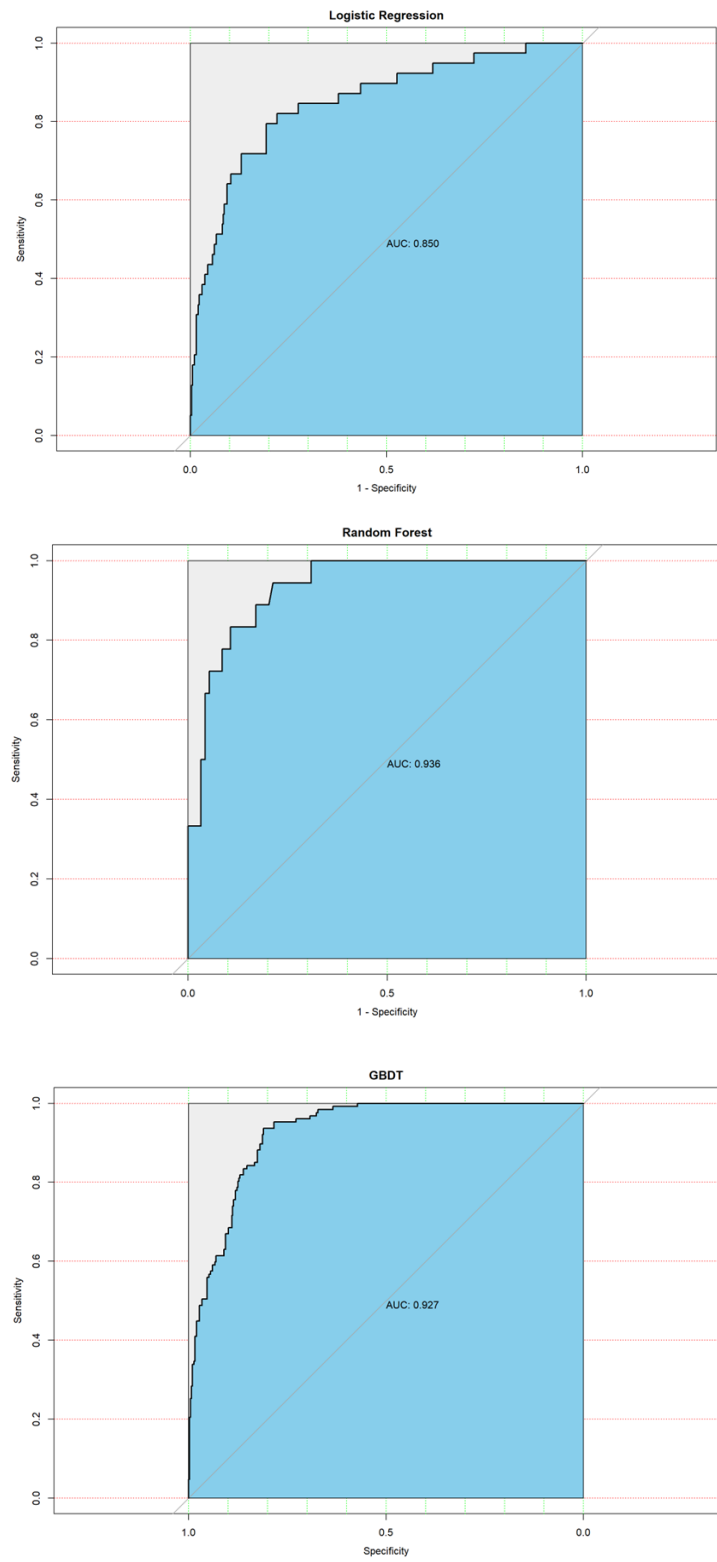 Logistic Regression
1.0
0.8
0.6
Sensitivity
AUC: 0.850
0.4
0.2
0.0
0.0 0.5 1.0
1 - Specificity
Random Forest
1.0
0.8
0.6
Sensitivity
AUC: 0.936
0.4
0.2
0.0
0.0 0.5 1.0
1 - Specificity
GBDT
1.0
0.8
0.6
Sensitivity
AUC: 0.927
0.4
0.2
0.0
1.0 0.5 0.0
Specificity